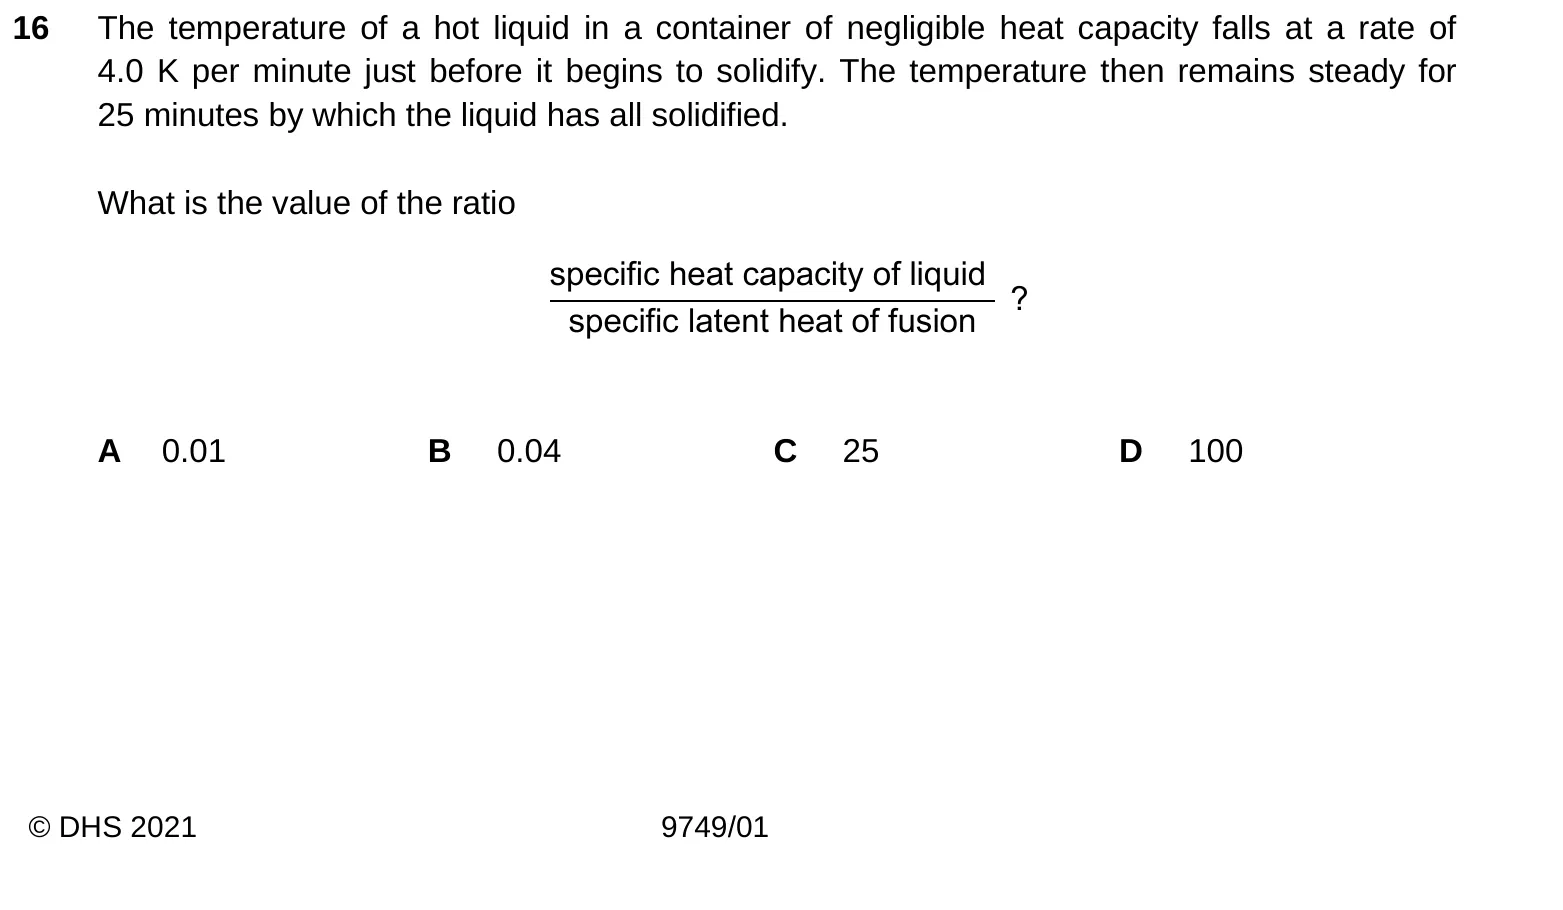 16 The temperature of a hot liquid in a container of negligible heat capacity falls at a rate of
4.0 K per minute just before it begins to solidify. The temperature then remains steady for
25 minutes by which the liquid has all solidified.
What is the value of the ratio
specific heat capacity of liquid
?
specific latent heat of fusion
A 0.01 B 0.04 C 25 D 100
© DHS 2021 9749/01